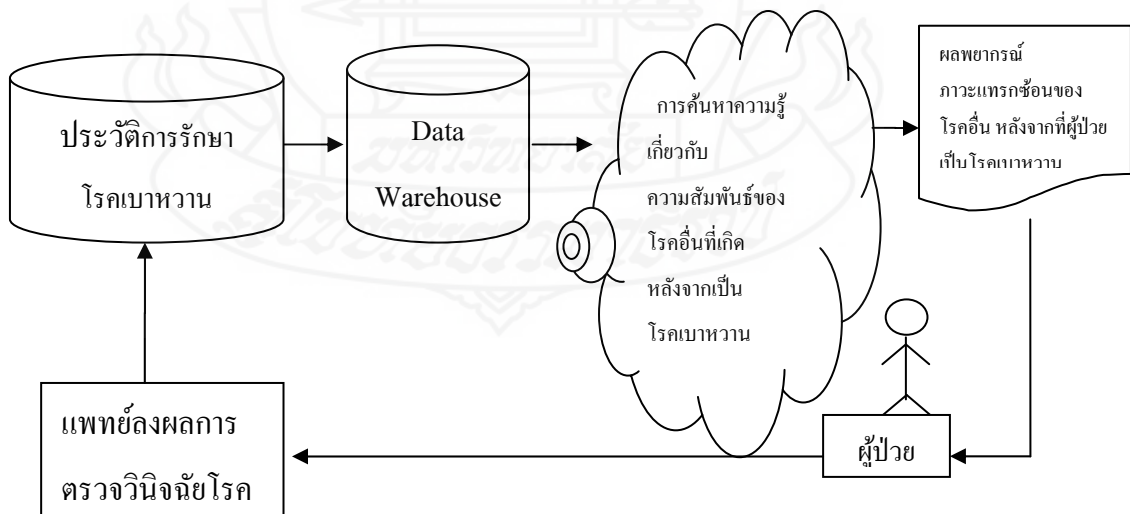 ประวัติการรักษา
โรคเบาหวาน
Data
Warehouse
การค้นหาความรู้
เกี่ยวกับ
ความสัมพันธ์ของ
โรคอื่นที่เกิด
หลังจากเป็น
โรคเบาหวาน
ผลพยากรณ์
ภาวะแทรกซ้อนของ
โรคอื่น หลังจากที่ผู้ป่วย
เป็นโรคเบาหวาน
ผู้ป่วย
แพทย์ลงผลการ
ตรวจวินิจฉัยโรค